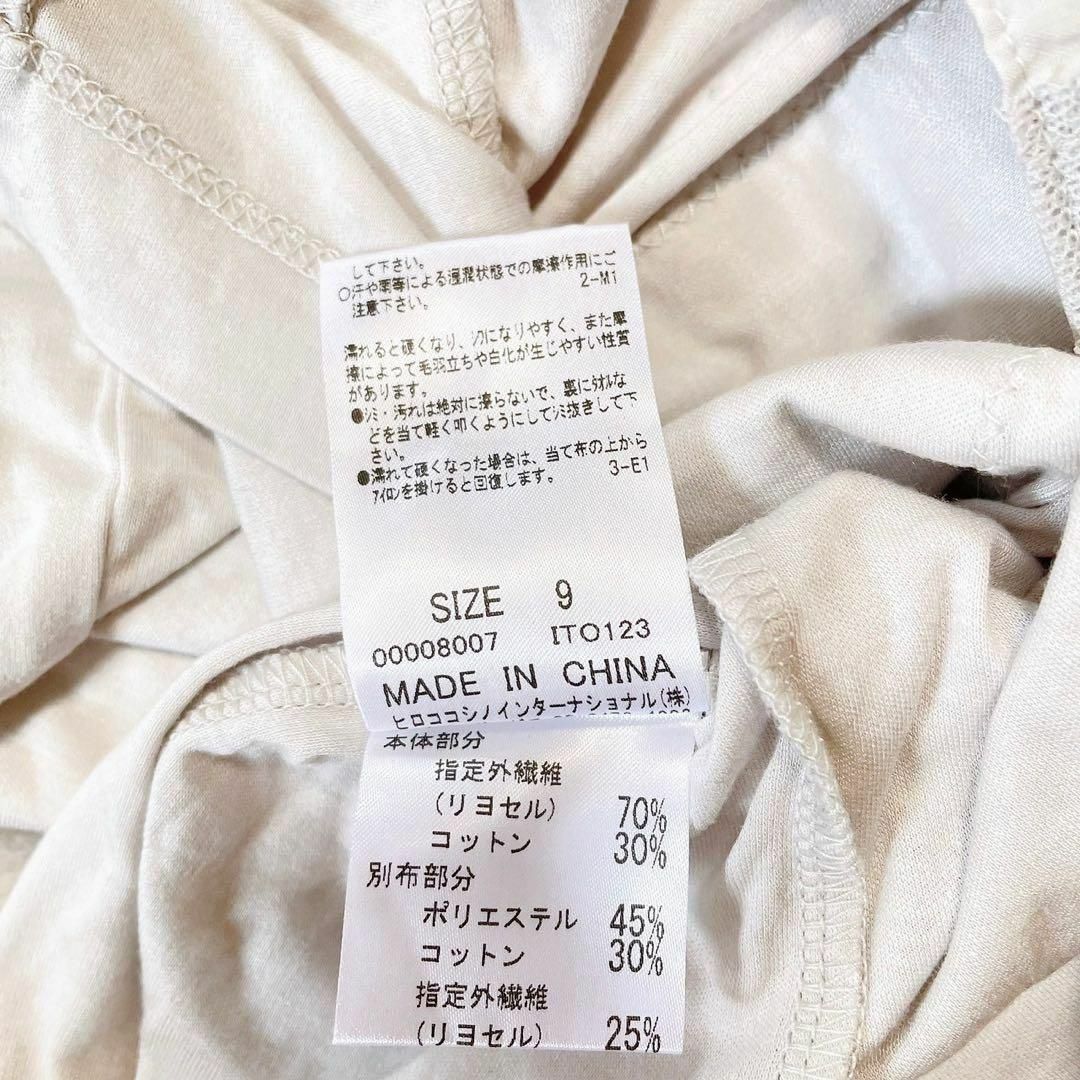 して下さい。
○汗や雨等による湿潤状態での摩擦作用にご
注意下さい。 2-M1
濡れると硬くなり、シワになりやすく、また摩
擦によって毛羽立ちや白化が生じやすい性質
があります。
●シミ・汚れは絶対に擦らないで、裏にタオルな
どを当て軽く叩くようにしてシミ抜きして下
さい。
●濡れて硬くなった場合は、当て布の上から
アイロンを掛けると回復します。 3-E1
SIZE 9
00008007 ITO123
MADE IN CHINA
ヒロココシノインターナショナル(株)
本体部分
指定外繊維
(リヨセル) 70%
コットン 30%
別布部分
ポリエステル 45%
コットン 30%
指定外繊維
(リヨセル) 25%